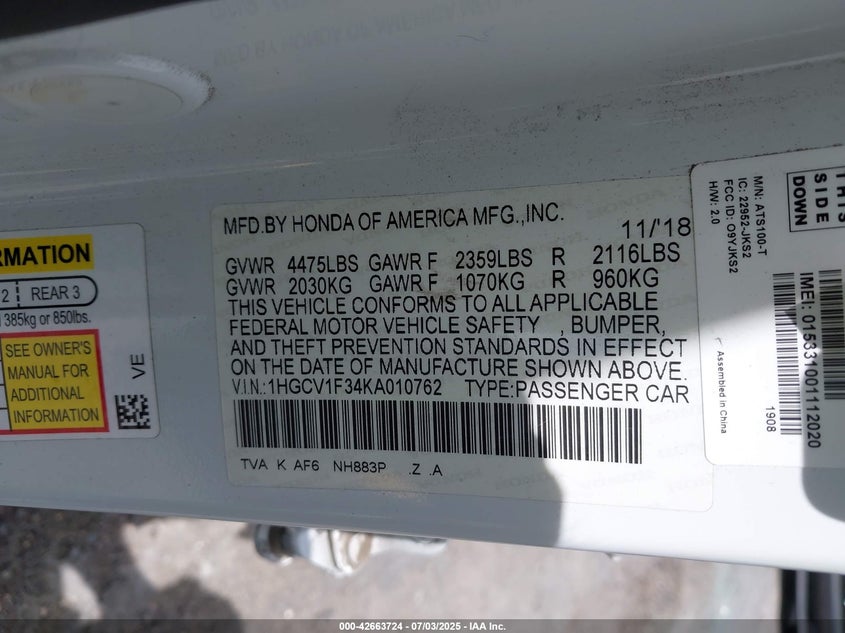 RMATION
2 REAR 3
385kg or 850lbs.
SEE OWNER'S
MANUAL FOR
ADDITIONAL
INFORMATION
VE
MFD.BY HONDA OF AMERICA MFG.,INC. 11/'18
GVWR 4475LBS GAWR F 2359LBS R 2116LBS
GVWR 2030KG GAWR F 1070KG R 960KG
THIS VEHICLE CONFORMS TO ALL APPLICABLE
FEDERAL MOTOR VEHICLE SAFETY , BUMPER,
AND THEFT PREVENTION STANDARDS IN EFFECT
ON THE DATE OF MANUFACTURE SHOWN ABOVE.
V.I.N.:1HGCV1F34KA010762 TYPE:PASSENGER CAR
TVA K AF6 NH883P .Z .A
THIS
SIDE
DOWN
M/N: ATS100-T
IC: 22952-JKS2
FCC ID: O9YJKS2
H/W: 2.0
IMEI: 015831001112020
Assembled in China
1908
000-42663724 - 07/03/2025 - IAA Inc.